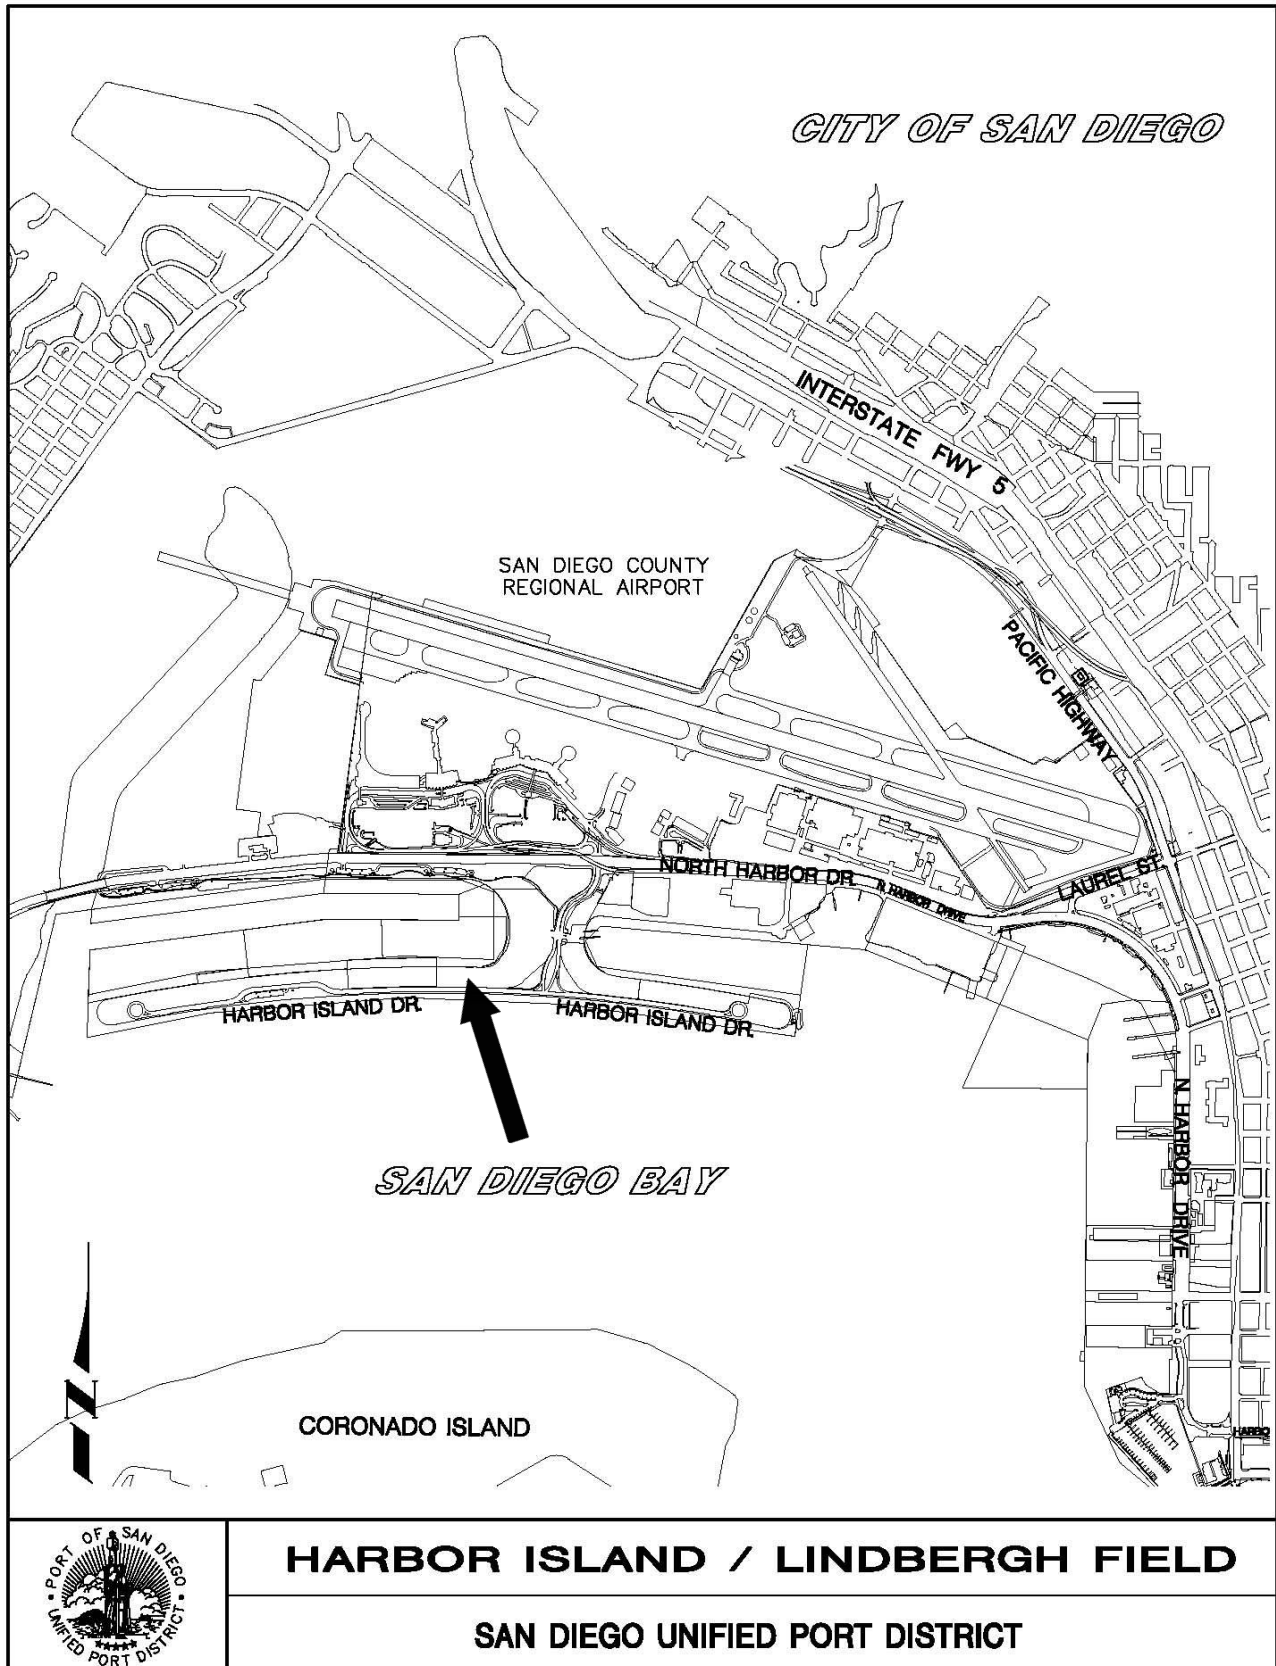 CITY OF SAN DIEGO
INTERSTATE FWY 5
SAN DIEGO COUNTY
REGIONAL AIRPORT
PACIFIC HIGHWAY
NORTH HARBOR DR.
N. HARBOR DRIVE
LAUREL ST.
HARBOR ISLAND DR.
HARBOR ISLAND DR.
N. HARBOR DRIVE
SAN DIEGO BAY
N
CORONADO ISLAND
HARBO
PORT OF SAN DIEGO
UNIFIED PORT DISTRICT
HARBOR ISLAND / LINDBERGH FIELD
SAN DIEGO UNIFIED PORT DISTRICT